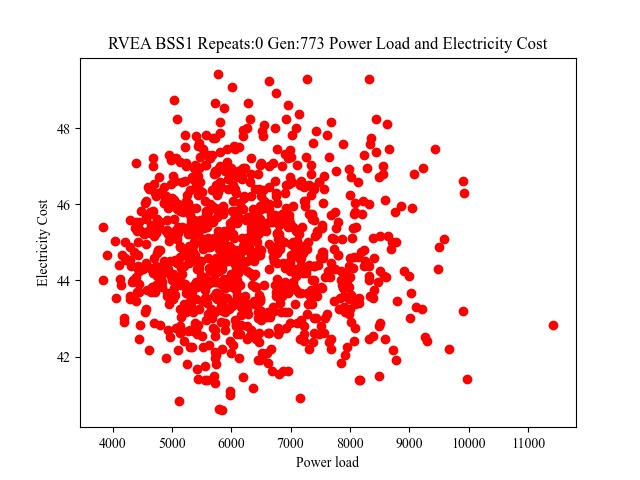 RVEA BSS1 Repeats:0 Gen:773 Power Load and Electricity Cost
48
46
44
42
Electricity Cost
4000 5000 6000 7000 8000 9000 10000 11000
Power load